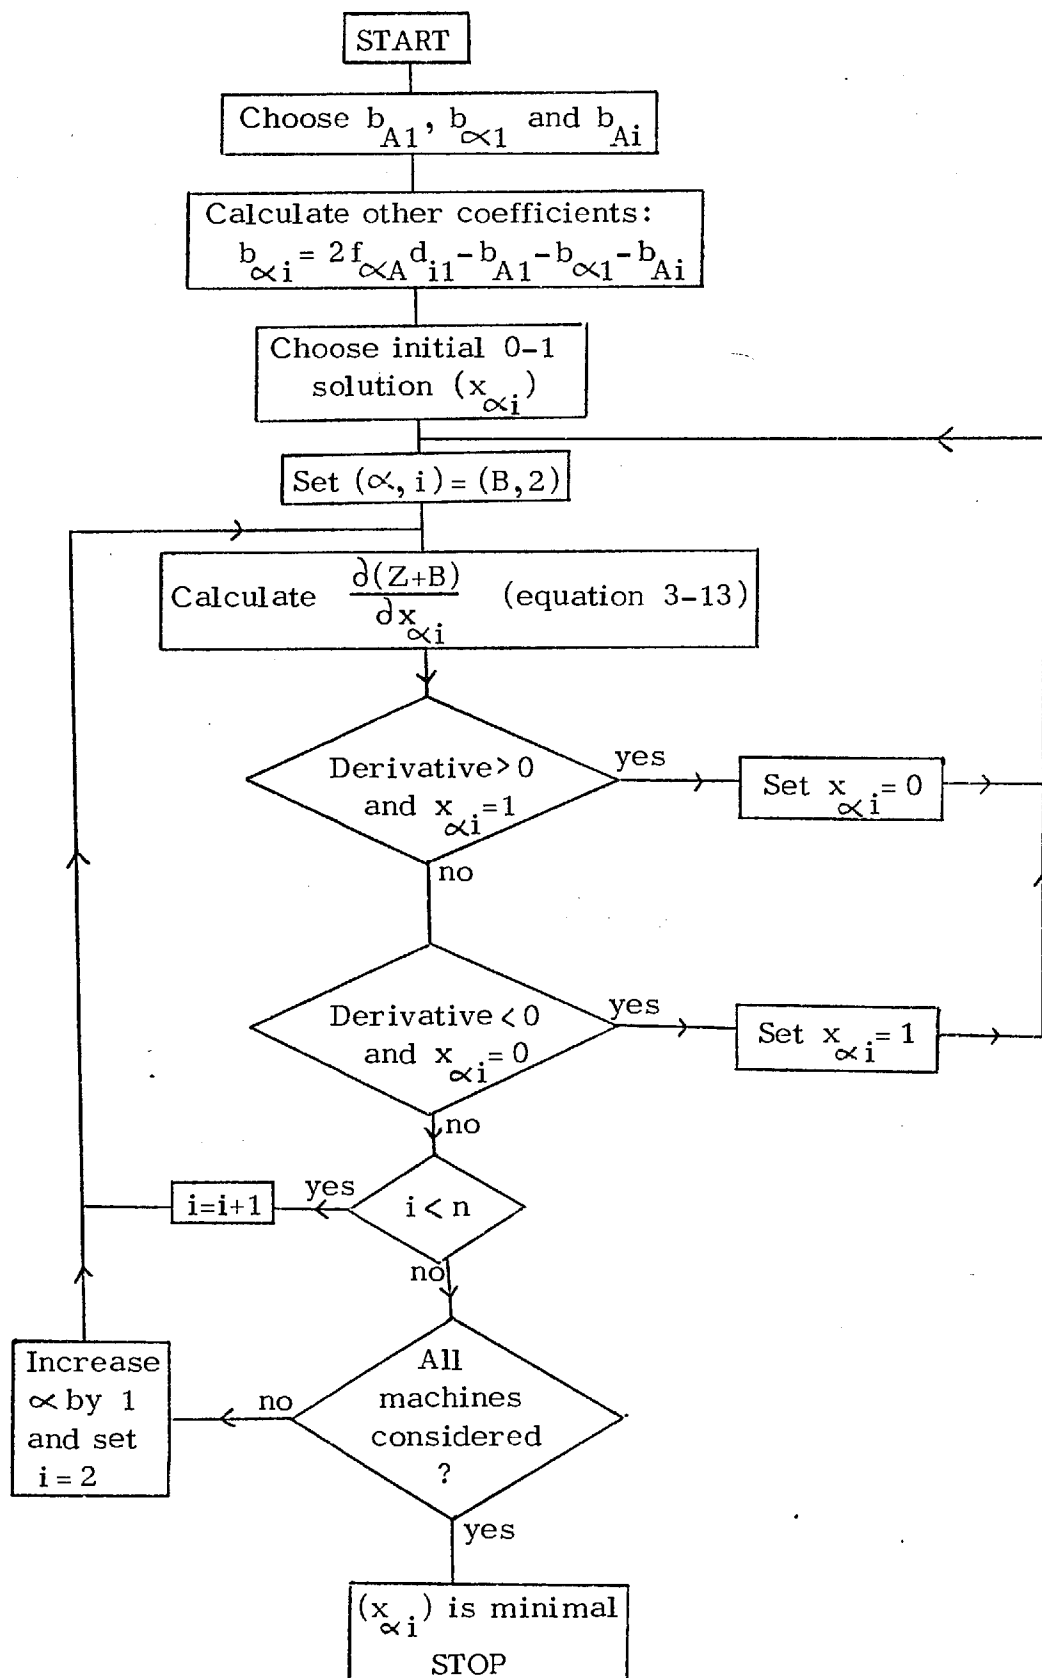 START
Choose b_A1, b_∝1 and b_Ai
Calculate other coefficients:
b_∝i = 2f_∝A d_i1 - b_A1 - b_∝1 - b_Ai
Choose initial 0-1
solution (x_∝i)
Set (∝, i) = (B, 2)
Calculate ∂(Z+B)/∂x_∝i (equation 3-13)
Derivative > 0
and x_∝i = 1
yes
Set x_∝i = 0
no
Derivative < 0
and x_∝i = 0
yes
Set x_∝i = 1
no
i < n
yes
i=i+1
no
All
machines
considered
?
no
Increase
∝ by 1
and set
i = 2
yes
(x_∝i) is minimal
STOP